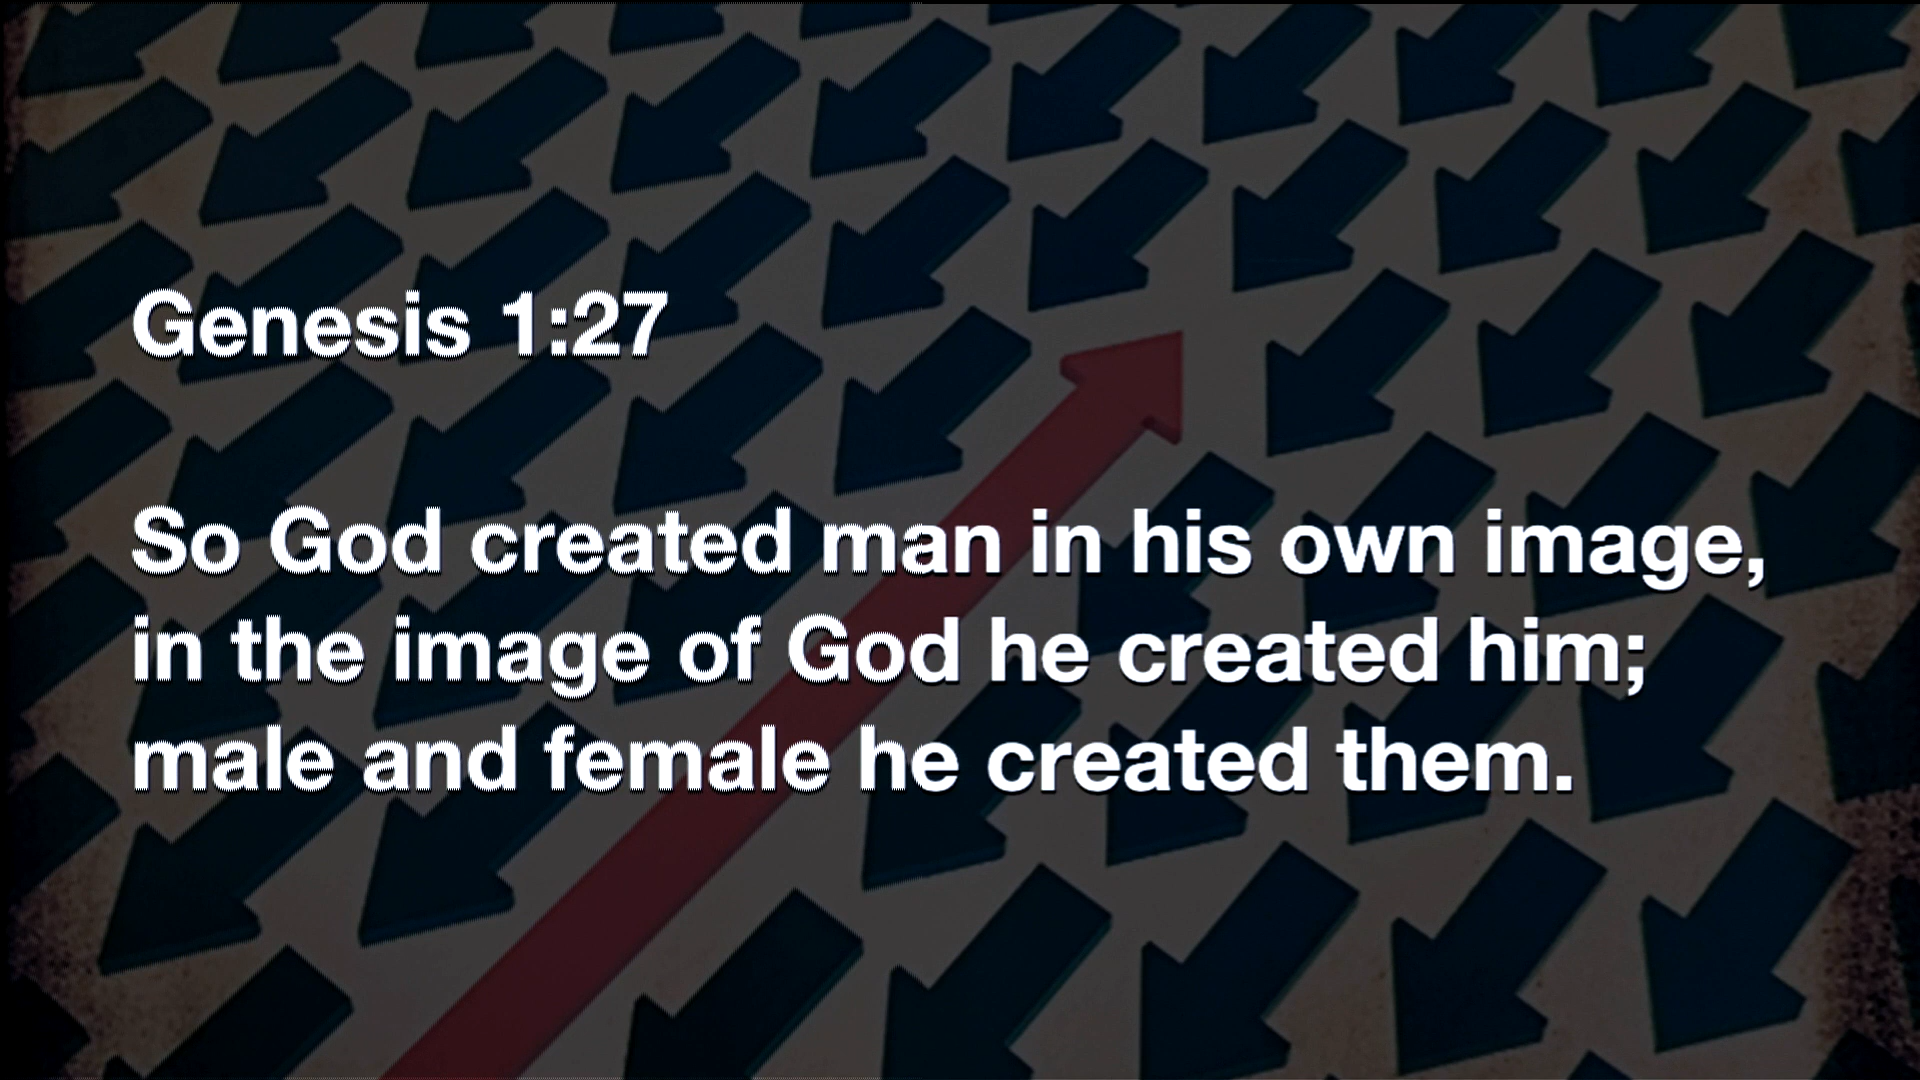 Genesis 1:27
So God created man in his own image,
in the image of God he created him;
male and female he created them.